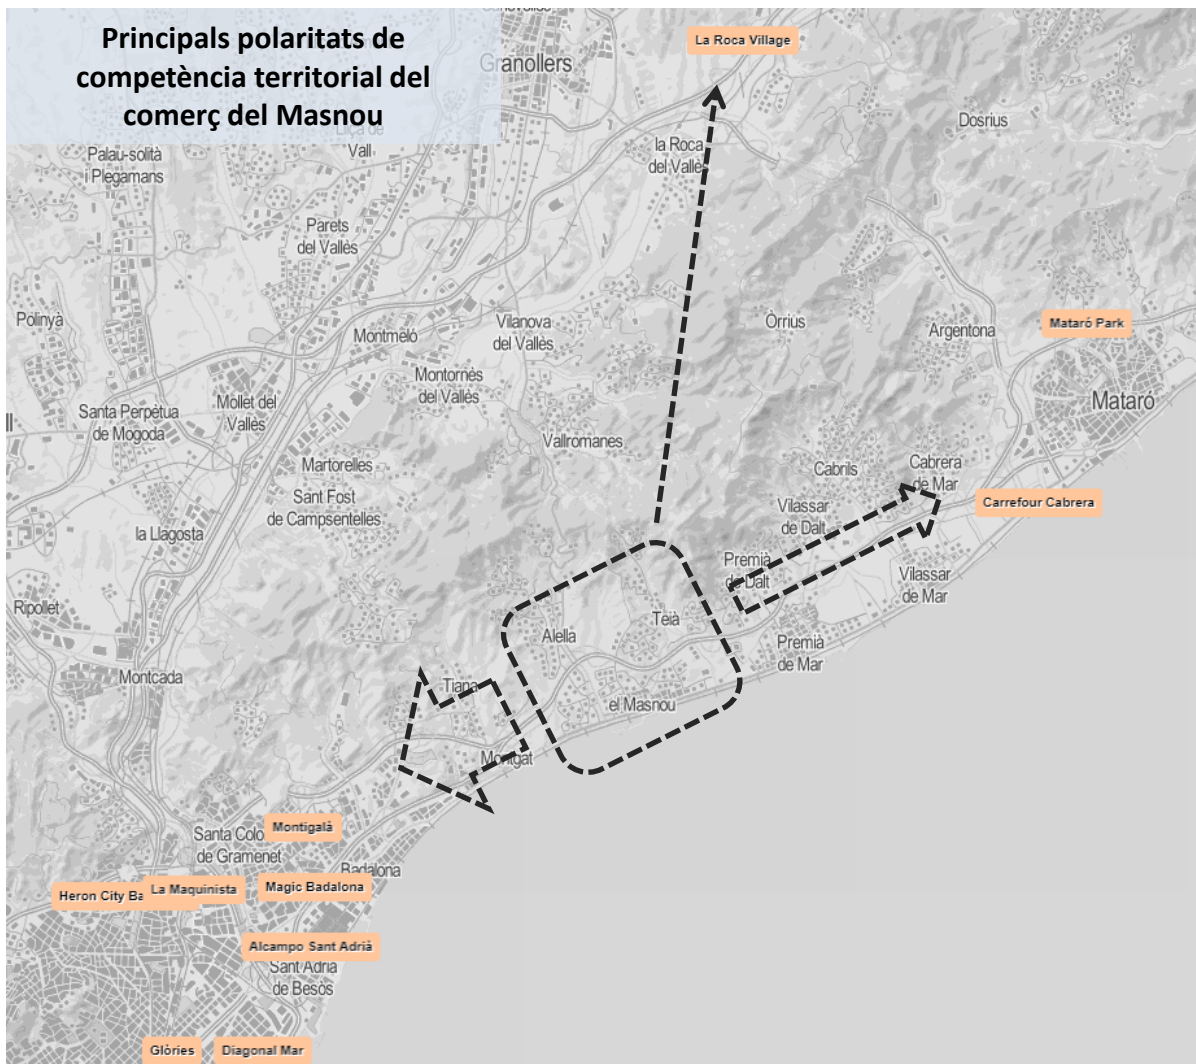 Principals polaritats de
competència territorial del
comerç del Masnou
La Roca Village
Granollers
Dosrius
Vall
Palau-solità
i Plegamans
la Roca
del Vallès
Parets
del Vallès
Polinyà
Montmeló
Vilanova
del Vallès
Òrrius
Argentona
Mataró Park
Montornès
del Vallès
Mataró
Santa Perpètua
de Mogoda
Mollet del
Vallès
Vallromanes
Martorelles
Cabrils
Cabrera
de Mar
Sant Fost
de Campsentelles
Vilassar
de Dalt
Carrefour Cabrera
la Llagosta
Premià
de Dalt
Vilassar
de Mar
Ripollet
Teià
Alella
Premià
de Mar
Montcada
Tiana
el Masnou
Montgat
Santa Colo
de Gramenet
Montigalà
Badalona
Heron City Ba
La Maquinista
Magic Badalona
Alcampo Sant Adrià
Sant Adrià
de Besòs
Glòries
Diagonal Mar